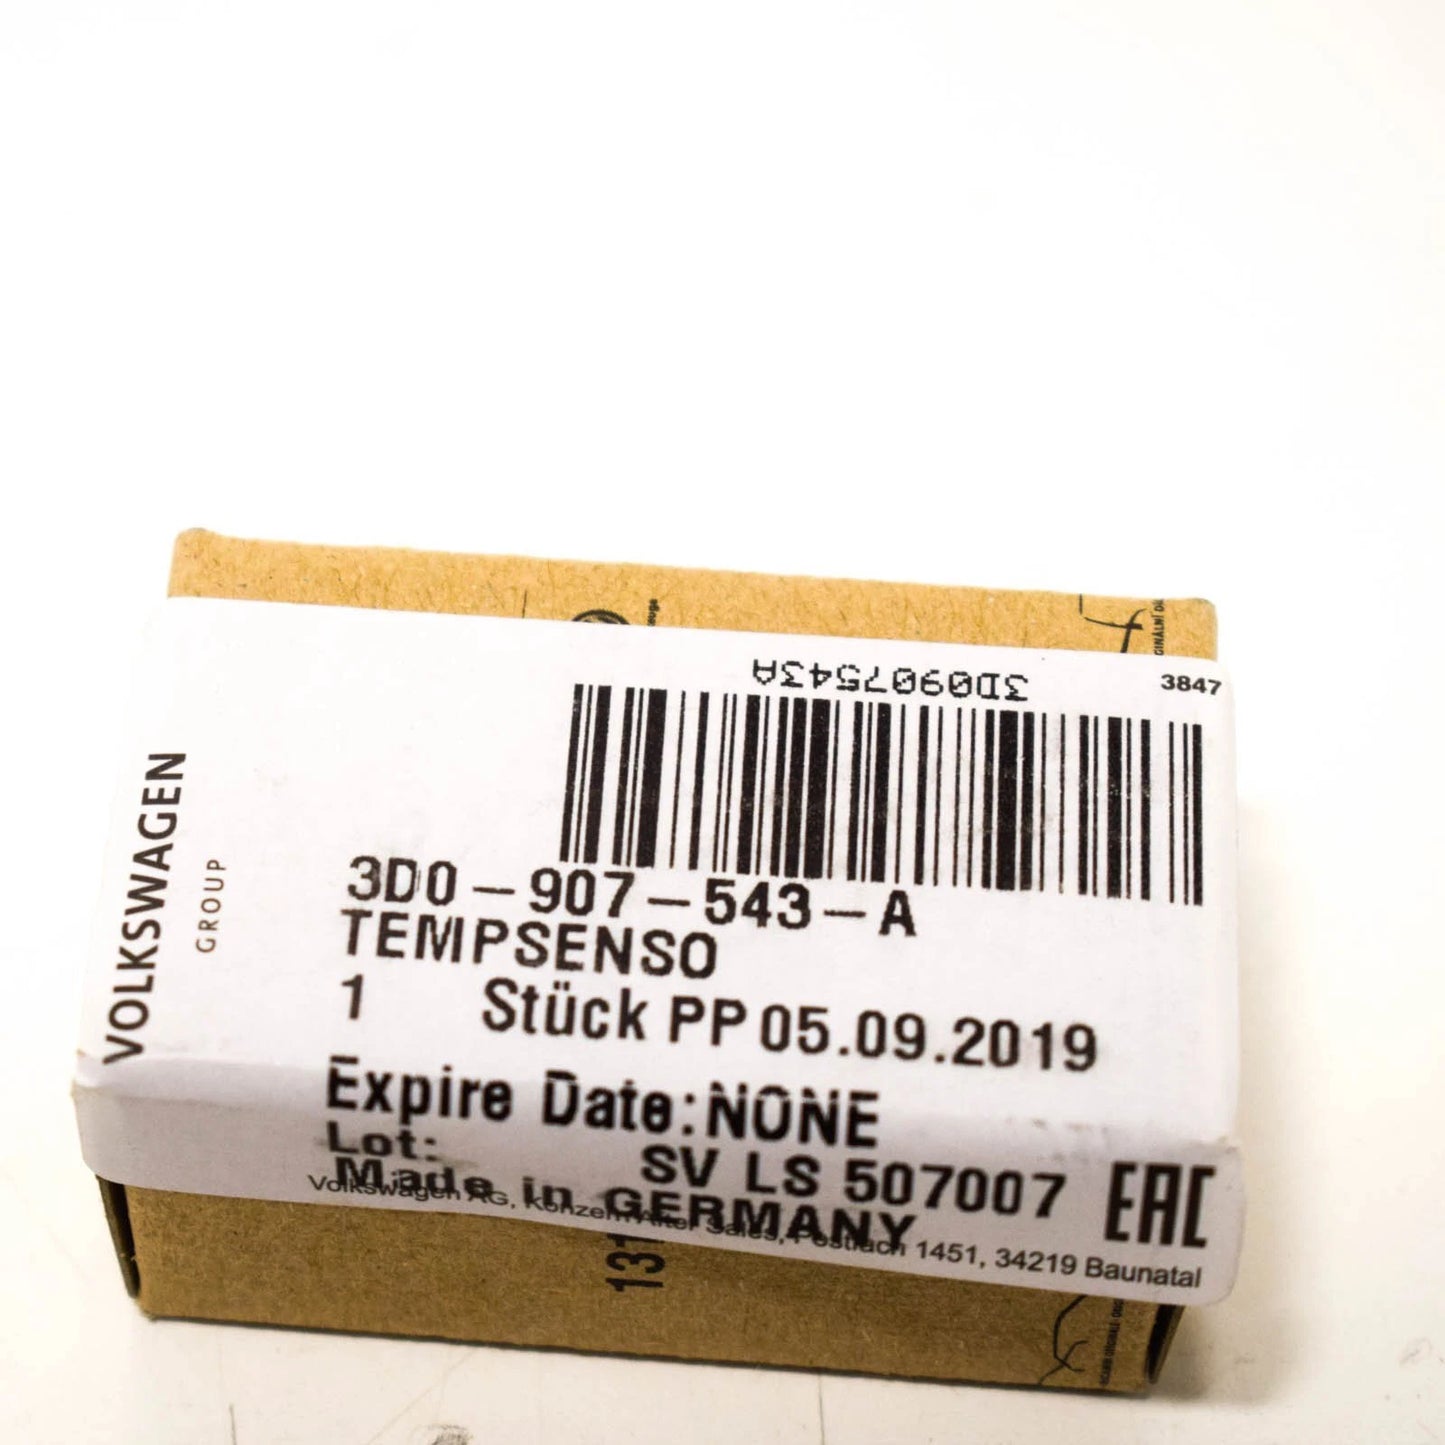 3D0907543A
3847
VOLKSWAGEN
GROUP
3D0-907-543-A
TEMPSENSO
1 Stück PP 05.09.2019
Expire Date:NONE
Lot: SV LS 507007 EAC
Made in GERMANY
Volkswagen AG, Konzern After Sales, Postfach 1451, 34219 Baunatal